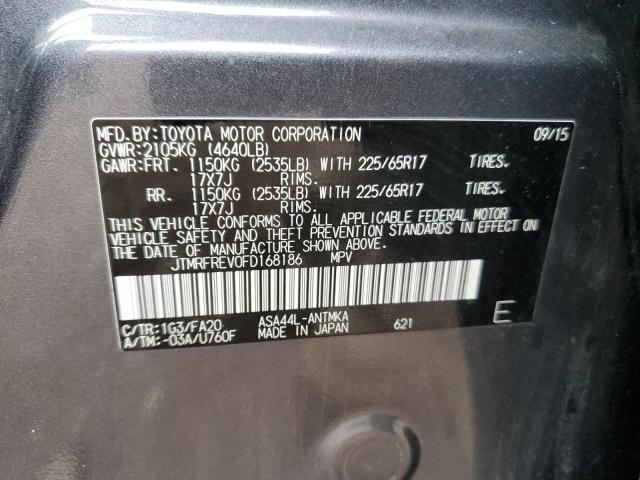 MFD. BY: TOYOTA MOTOR CORPORATION 09/15
GVWR: 2105KG (4640LB)
GAWR: FRT. 1150KG (2535LB) WITH 225/65R17 TIRES.
17X7J RIMS.
RR. 1150KG (2535LB) WITH 225/65R17 TIRES.
17X7J RIMS.
THIS VEHICLE CONFORMS TO ALL APPLICABLE FEDERAL MOTOR
VEHICLE SAFETY AND THEFT PREVENTION STANDARDS IN EFFECT ON
THE DATE OF MANUFACTURE SHOWN ABOVE.
JTMRFREV0FD168186 MPV
C/TR: 1G3/FA20 ASA44L-ANTMKA
A/TM: -03A/U760F MADE IN JAPAN 621 E